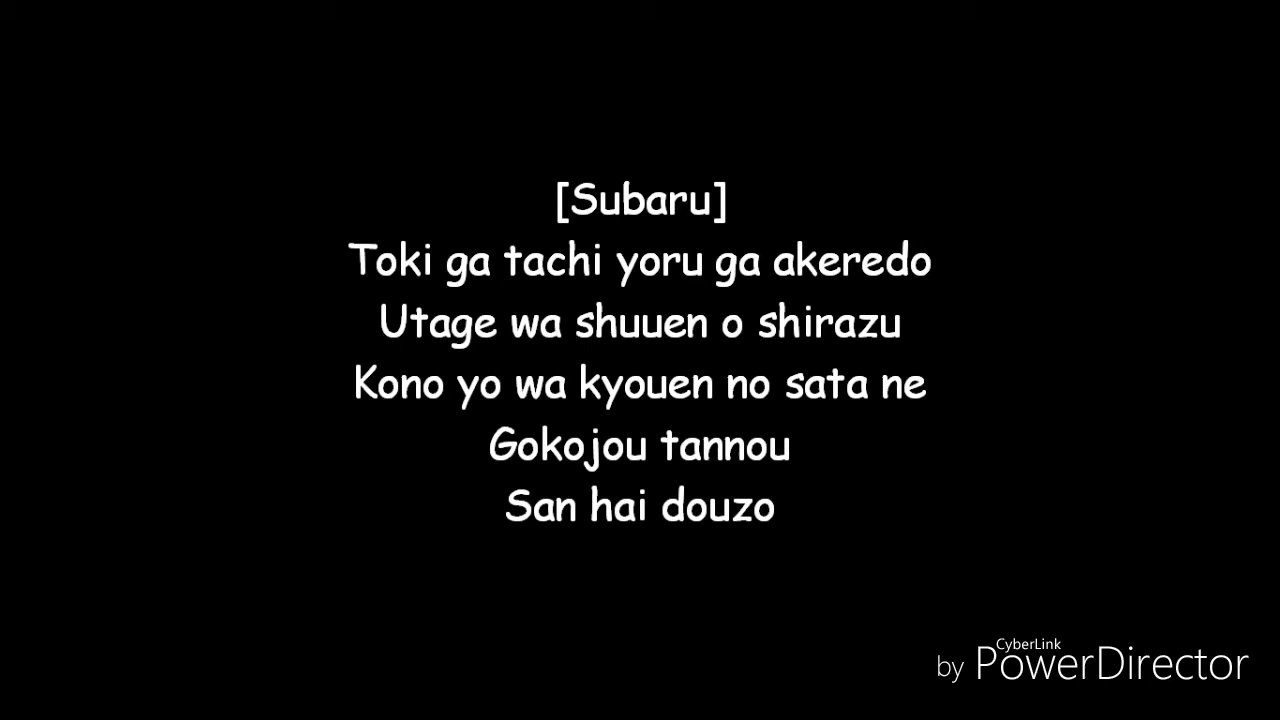 [Subaru]
Toki ga tachi yoru ga akeredo
Utage wa shuuen o shirazu
Kono yo wa kyouen no sata ne
Gokojou tannou
San hai douzo
CyberLink
by PowerDirector